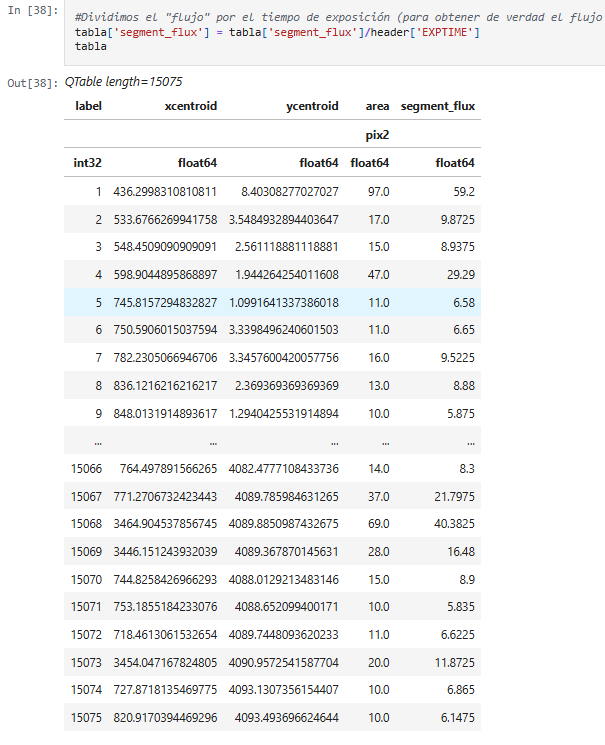 In [38]: #Dividimos el "flujo" por el tiempo de exposición (para obtener de verdad el flujo
tabla['segment_flux'] = tabla['segment_flux']/header['EXPTIME']
tabla
Out[38]: QTable length=15075
label xcentroid ycentroid area segment_flux
pix2
int32 float64 float64 float64 float64
1 436.2998310810811 8.40308277027027 97.0 59.2
2 533.6766269941758 3.5484932894403647 17.0 9.8725
3 548.4509090909091 2.561118881118881 15.0 8.9375
4 598.9044895868897 1.944264254011608 47.0 29.29
5 745.8157294832827 1.0991641337386018 11.0 6.58
6 750.5906015037594 3.3398496240601503 11.0 6.65
7 782.2305066946706 3.3457600420057756 16.0 9.5225
8 836.1216216216217 2.369369369369369 13.0 8.88
9 848.0131914893617 1.2940425531914894 10.0 5.875
... ... ... ... ...
15066 764.497891566265 4082.4777108433736 14.0 8.3
15067 771.2706732423443 4089.785984631265 37.0 21.7975
15068 3464.904537856745 4089.8850987432675 69.0 40.3825
15069 3446.151243932039 4089.367870145631 28.0 16.48
15070 744.8258426966293 4088.0129213483146 15.0 8.9
15071 753.1855184233076 4088.652099400171 10.0 5.835
15072 718.4613061532654 4089.7448093620233 11.0 6.6225
15073 3454.047167824805 4090.9572541587704 20.0 11.8725
15074 727.8718135469775 4093.1307356154407 10.0 6.865
15075 820.9170394469296 4093.493696624644 10.0 6.1475